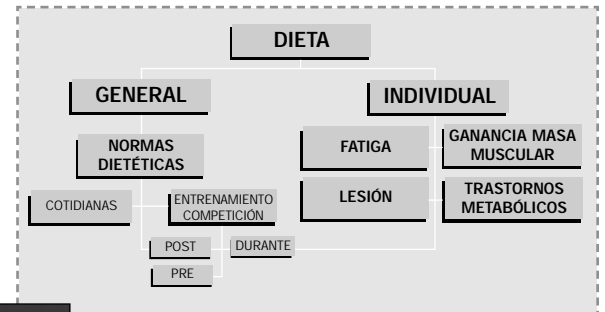 DIETA
GENERAL
INDIVIDUAL
NORMAS
DIETÉTICAS
FATIGA
GANANCIA MASA
MUSCULAR
COTIDIANAS
ENTRENAMIENTO
COMPETICIÓN
LESIÓN
TRASTORNOS
METABÓLICOS
POST
DURANTE
PRE